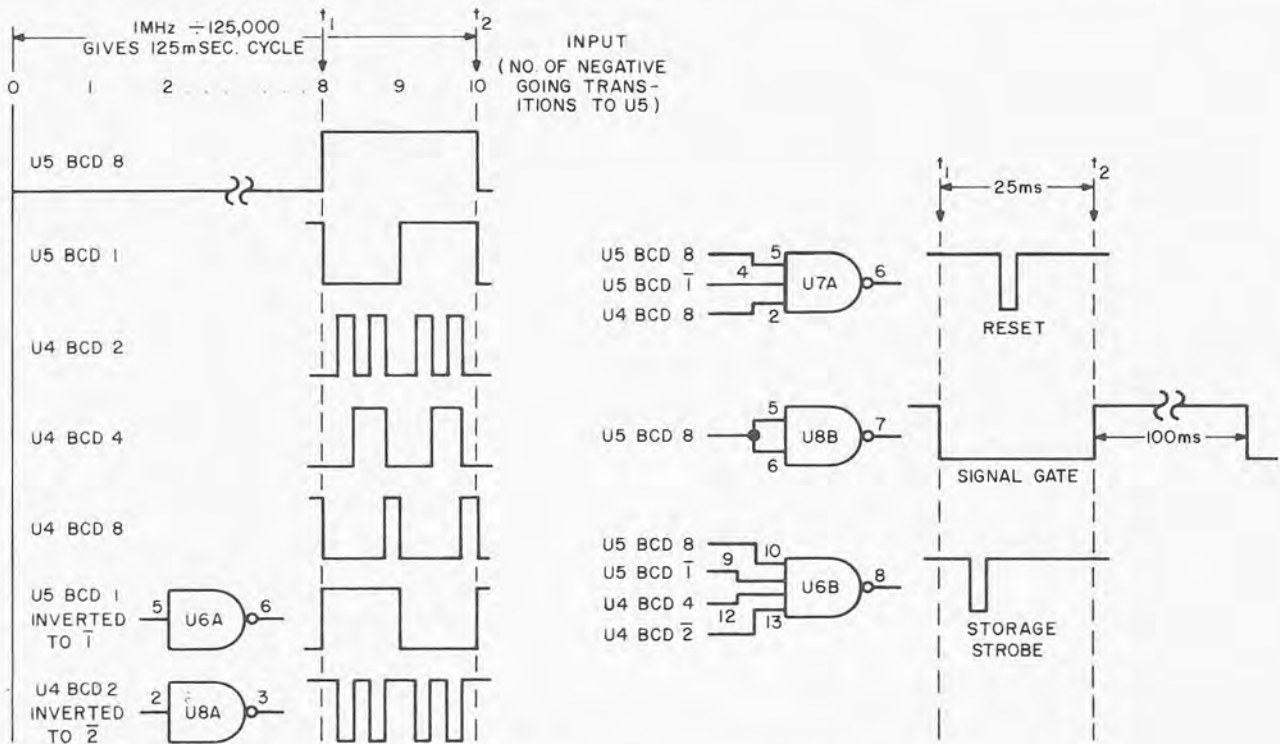 1MHz ÷125,000
GIVES 125mSEC. CYCLE
t1
t2
INPUT
(NO. OF NEGATIVE
GOING TRANS-
ITIONS TO U5)
0 1 2 . . . . . . . . . 8 9 10
U5 BCD 8
U5 BCD 1
U4 BCD 2
U4 BCD 4
U4 BCD 8
U5 BCD 1
INVERTED
TO 1̅
5 U6A 6
U4 BCD 2
INVERTED
TO 2̅
2 U8A 3
t1
t2
25ms
U5 BCD 8 5
U5 BCD 1̅ 4 U7A 6
U4 BCD 8 2
RESET
U5 BCD 8 5 6 U8B 7
SIGNAL GATE
100ms
U5 BCD 8 10
U5 BCD 1̅ 9 U6B 8
U4 BCD 4 12
U4 BCD 2̅ 13
STORAGE
STROBE